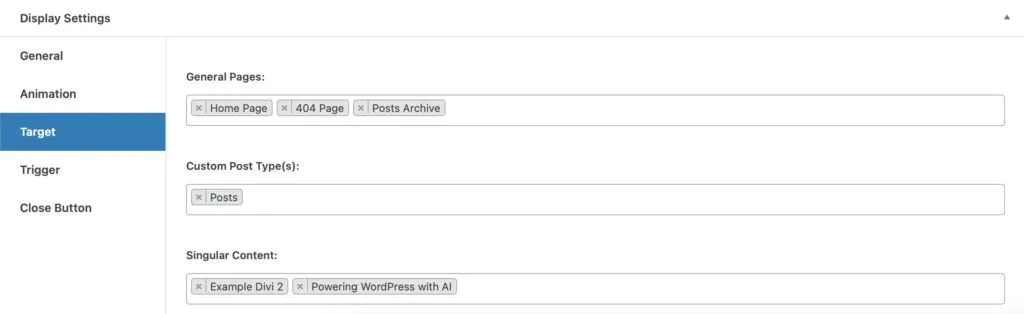 Display Settings
General
Animation
Target
Trigger
Close Button
General Pages:
× Home Page × 404 Page × Posts Archive
Custom Post Type(s):
× Posts
Singular Content:
× Example Divi 2 × Powering WordPress with AI